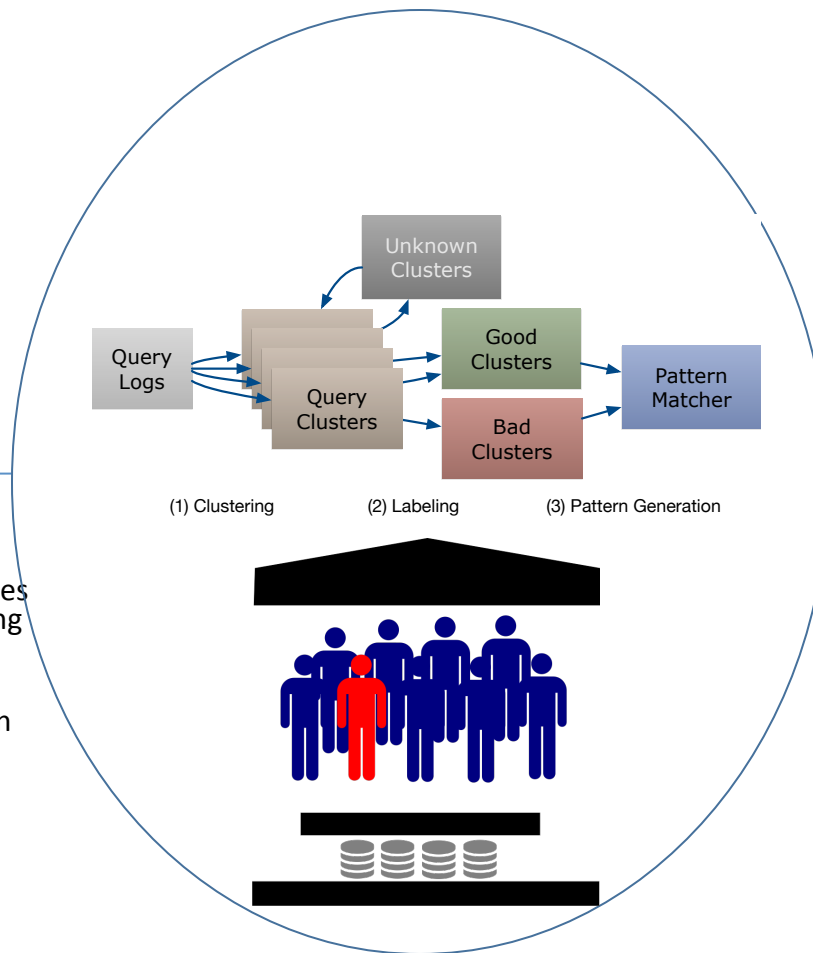 Unknown
Clusters
Query
Logs
Query
Clusters
Good
Clusters
Bad
Clusters
Pattern
Matcher
(1) Clustering
(2) Labeling
(3) Pattern Generation